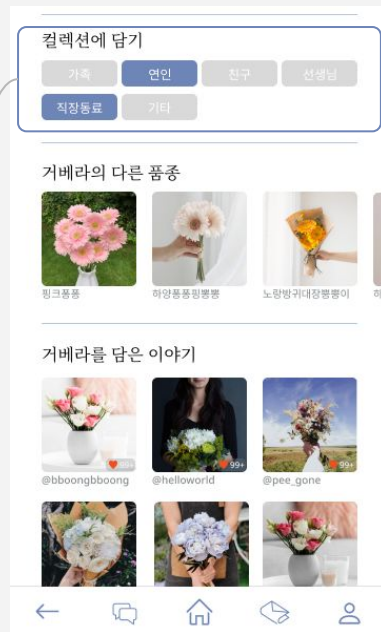 컬렉션에 담기
가족 연인 친구 선생님
직장동료 기타
거베라의 다른 품종
핑크퐁퐁 하양퐁퐁핑뽕뽕 노랑방귀대장뿡뿡이
거베라를 담은 이야기
99+ 99+ 99+
@bboongbboong @helloworld @pee_gone